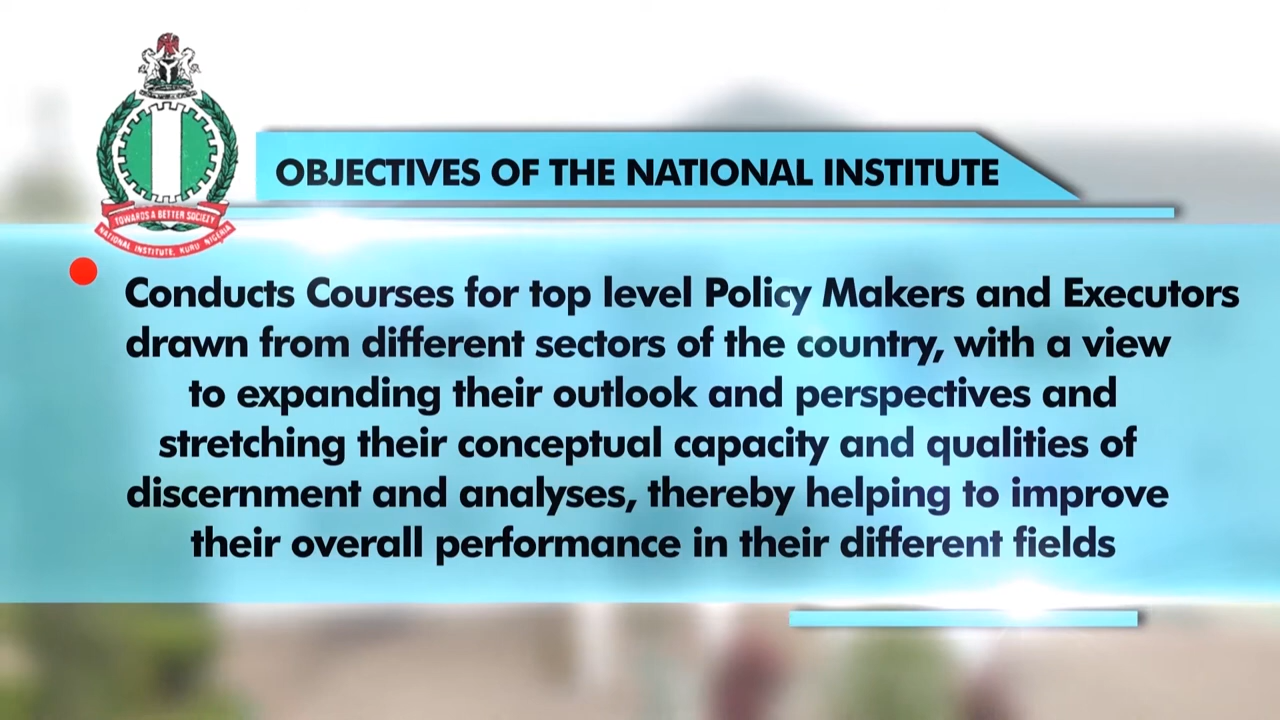 OBJECTIVES OF THE NATIONAL INSTITUTE
TOWARDS A BETTER SOCIETY
NATIONAL INSTITUTE, KURU NIGERIA
Conducts Courses for top level Policy Makers and Executors
drawn from different sectors of the country, with a view
to expanding their outlook and perspectives and
stretching their conceptual capacity and qualities of
discernment and analyses, thereby helping to improve
their overall performance in their different fields